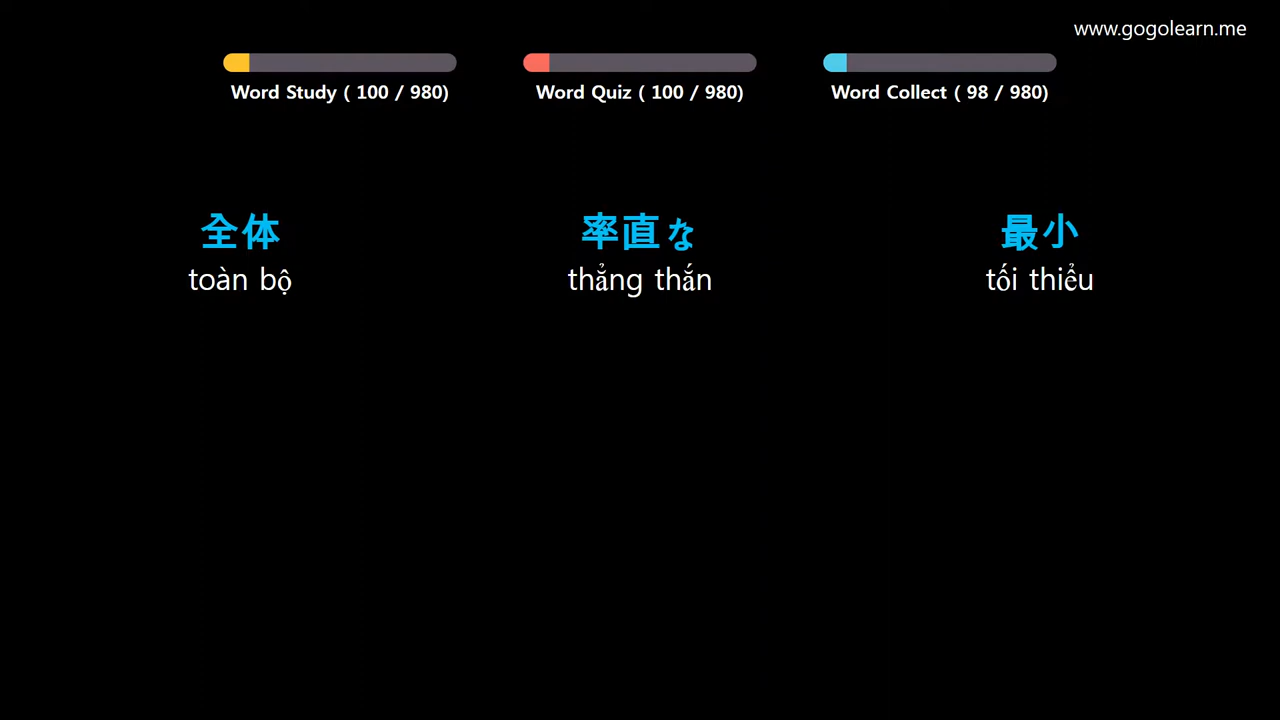 www.gogolearn.me
Word Study ( 100 / 980)
Word Quiz ( 100 / 980)
Word Collect ( 98 / 980)
全体
toàn bộ
率直な
thẳng thắn
最小
tối thiểu